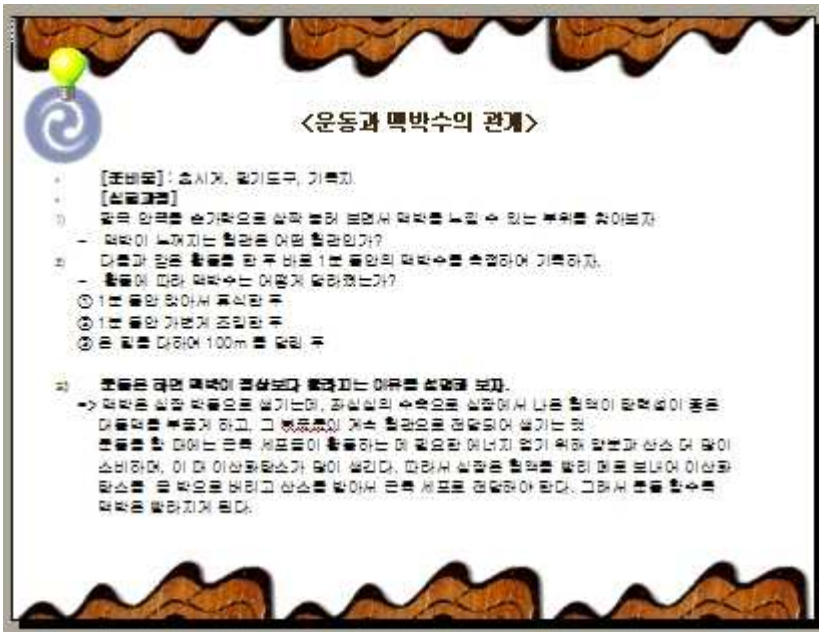 <운동과 맥박수의 관계>
[준비물] : 초시계, 필기도구, 기록지
[실험과정]
1) 팔목 안쪽을 손가락으로 살짝 눌러 보면서 맥박을 느낄 수 있는 부위를 찾아보자
- 맥박이 느껴지는 혈관은 어떤 혈관인가?
2) 다음과 같은 활동을 한 후 바로 1분 동안의 맥박수를 측정하여 기록하자.
- 활동에 따라 맥박수는 어떻게 달라졌는가?
① 1분 동안 앉아서 휴식한 후
② 1분 동안 가볍게 조깅한 후
③ 온 힘을 다하여 100m 를 달린 후
3) 운동은 하면 맥박이 정상보다 빨라지는 이유를 설명해 보자.
=> 맥박은 심장 박동으로 생기는데, 좌심실의 수축으로 심장에서 나온 혈액이 탄력성이 좋은
대동맥을 부풀게 하고, 그 계속 혈관으로 전달되어 생기는 것
운동을 할 때에는 근육 세포들이 활동하는 데 필요한 에너지 얻기 위해 양분과 산소 더 많이
소비하며, 이 때 이산화탄소가 많이 생긴다. 따라서 심장은 혈액을 빨리 폐로 보내어 이산화
탄소를 몸 밖으로 버리고 산소를 받아서 근육 세포로 전달해야 한다. 그래서 운동 할수록
맥박은 빨라지게 된다.